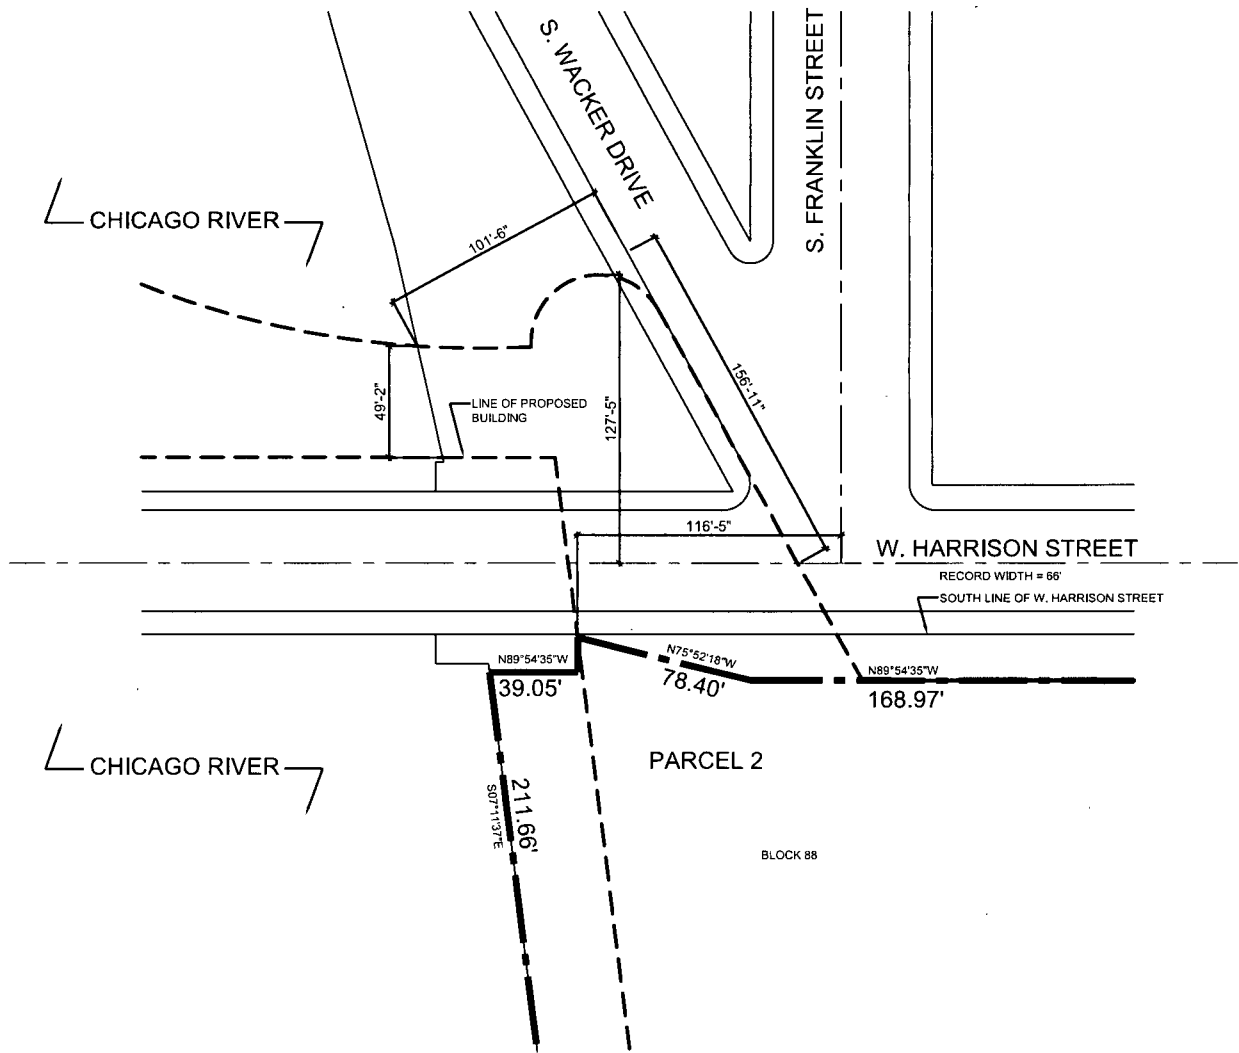 S. WACKER DRIVE
S. FRANKLIN STREET
CHICAGO RIVER
101'-6"
156'-11"
49'-2"
LINE OF PROPOSED
BUILDING
127'-5"
116'-5"
W. HARRISON STREET
RECORD WIDTH = 66'
SOUTH LINE OF W. HARRISON STREET
N89°54'35"W
39.05'
N75°52'18"W
78.40'
N89°54'35"W
168.97'
CHICAGO RIVER
PARCEL 2
211.66'
S07°11'37"E
BLOCK 88